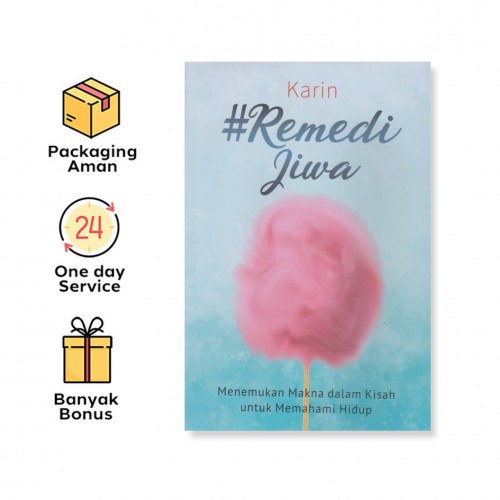 Packaging
Aman
24
One day
Service
Banyak
Bonus
Karin
#Remedi
Jiwa
Menemukan Makna dalam Kisah
untuk Memahami Hidup